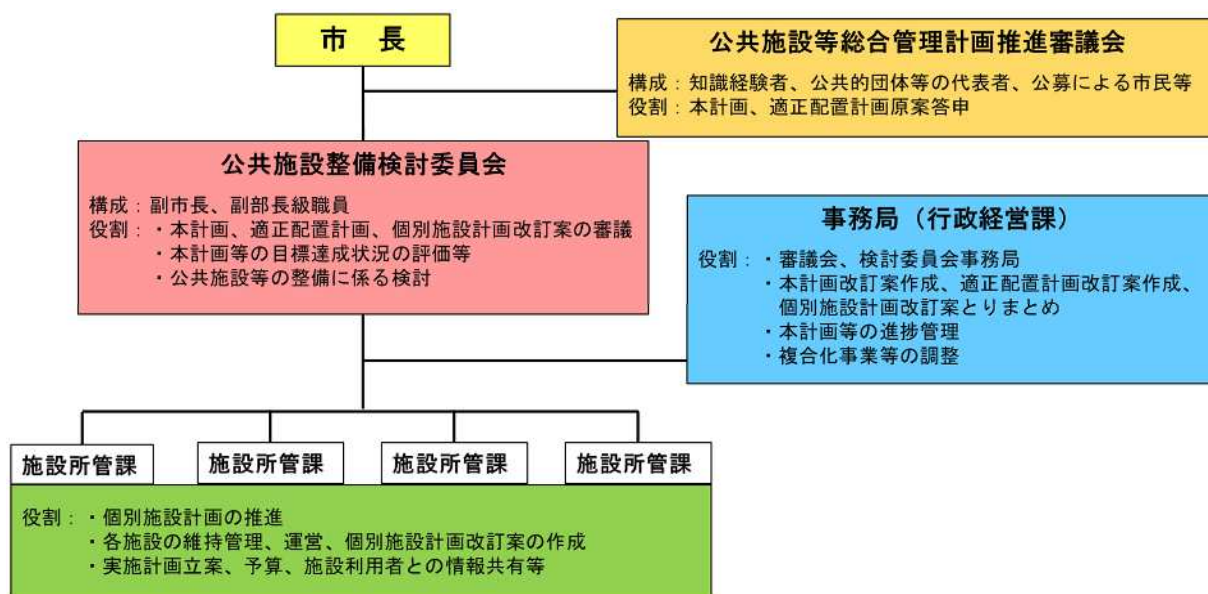 市　長
公共施設等総合管理計画推進審議会
構成：知識経験者、公共的団体等の代表者、公募による市民等
役割：本計画、適正配置計画原案答申
公共施設整備検討委員会
構成：副市長、副部長級職員
役割：・本計画、適正配置計画、個別施設計画改訂案の審議
・本計画等の目標達成状況の評価等
・公共施設等の整備に係る検討
事務局（行政経営課）
役割：・審議会、検討委員会事務局
・本計画改訂案作成、適正配置計画改訂案作成、
個別施設計画改訂案とりまとめ
・本計画等の進捗管理
・複合化事業等の調整
施設所管課
施設所管課
施設所管課
施設所管課
役割：・個別施設計画の推進
・各施設の維持管理、運営、個別施設計画改訂案の作成
・実施計画立案、予算、施設利用者との情報共有等